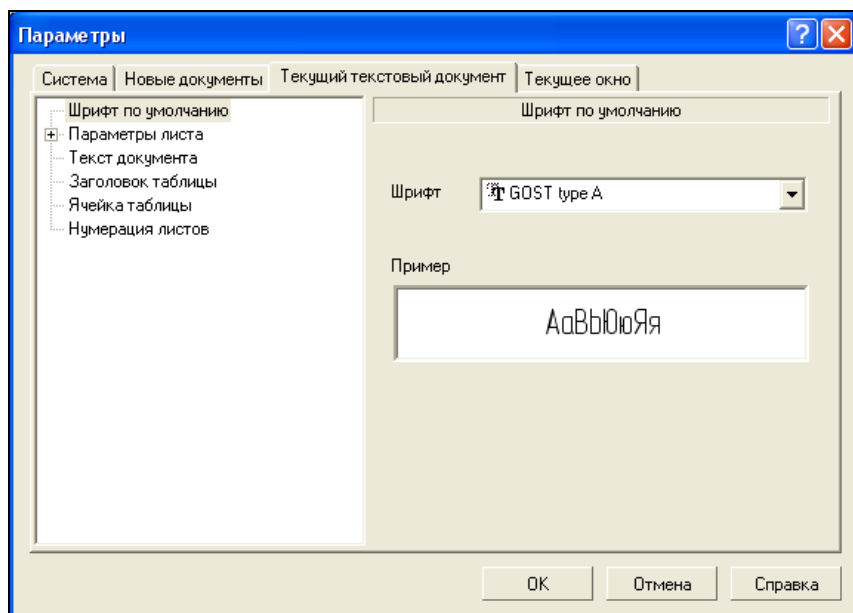 Параметры
Система Новые документы Текущий текстовый документ Текущее окно
Шрифт по умолчанию
Параметры листа
Текст документа
Заголовок таблицы
Ячейка таблицы
Нумерация листов
Шрифт по умолчанию
Шрифт GOST type A
Пример
АаВЬЮюЯя
OK Отмена Справка